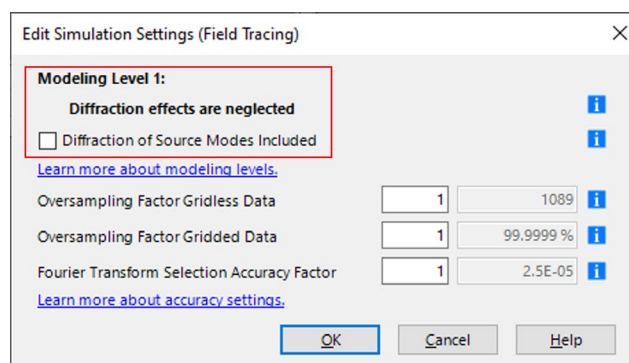 Edit Simulation Settings (Field Tracing)
Modeling Level 1:
Diffraction effects are neglected
Diffraction of Source Modes Included
Learn more about modeling levels.
Oversampling Factor Gridless Data 1 1089
Oversampling Factor Gridded Data 1 99.9999 %
Fourier Transform Selection Accuracy Factor 1 2.5E-05
Learn more about accuracy settings.
OK Cancel Help